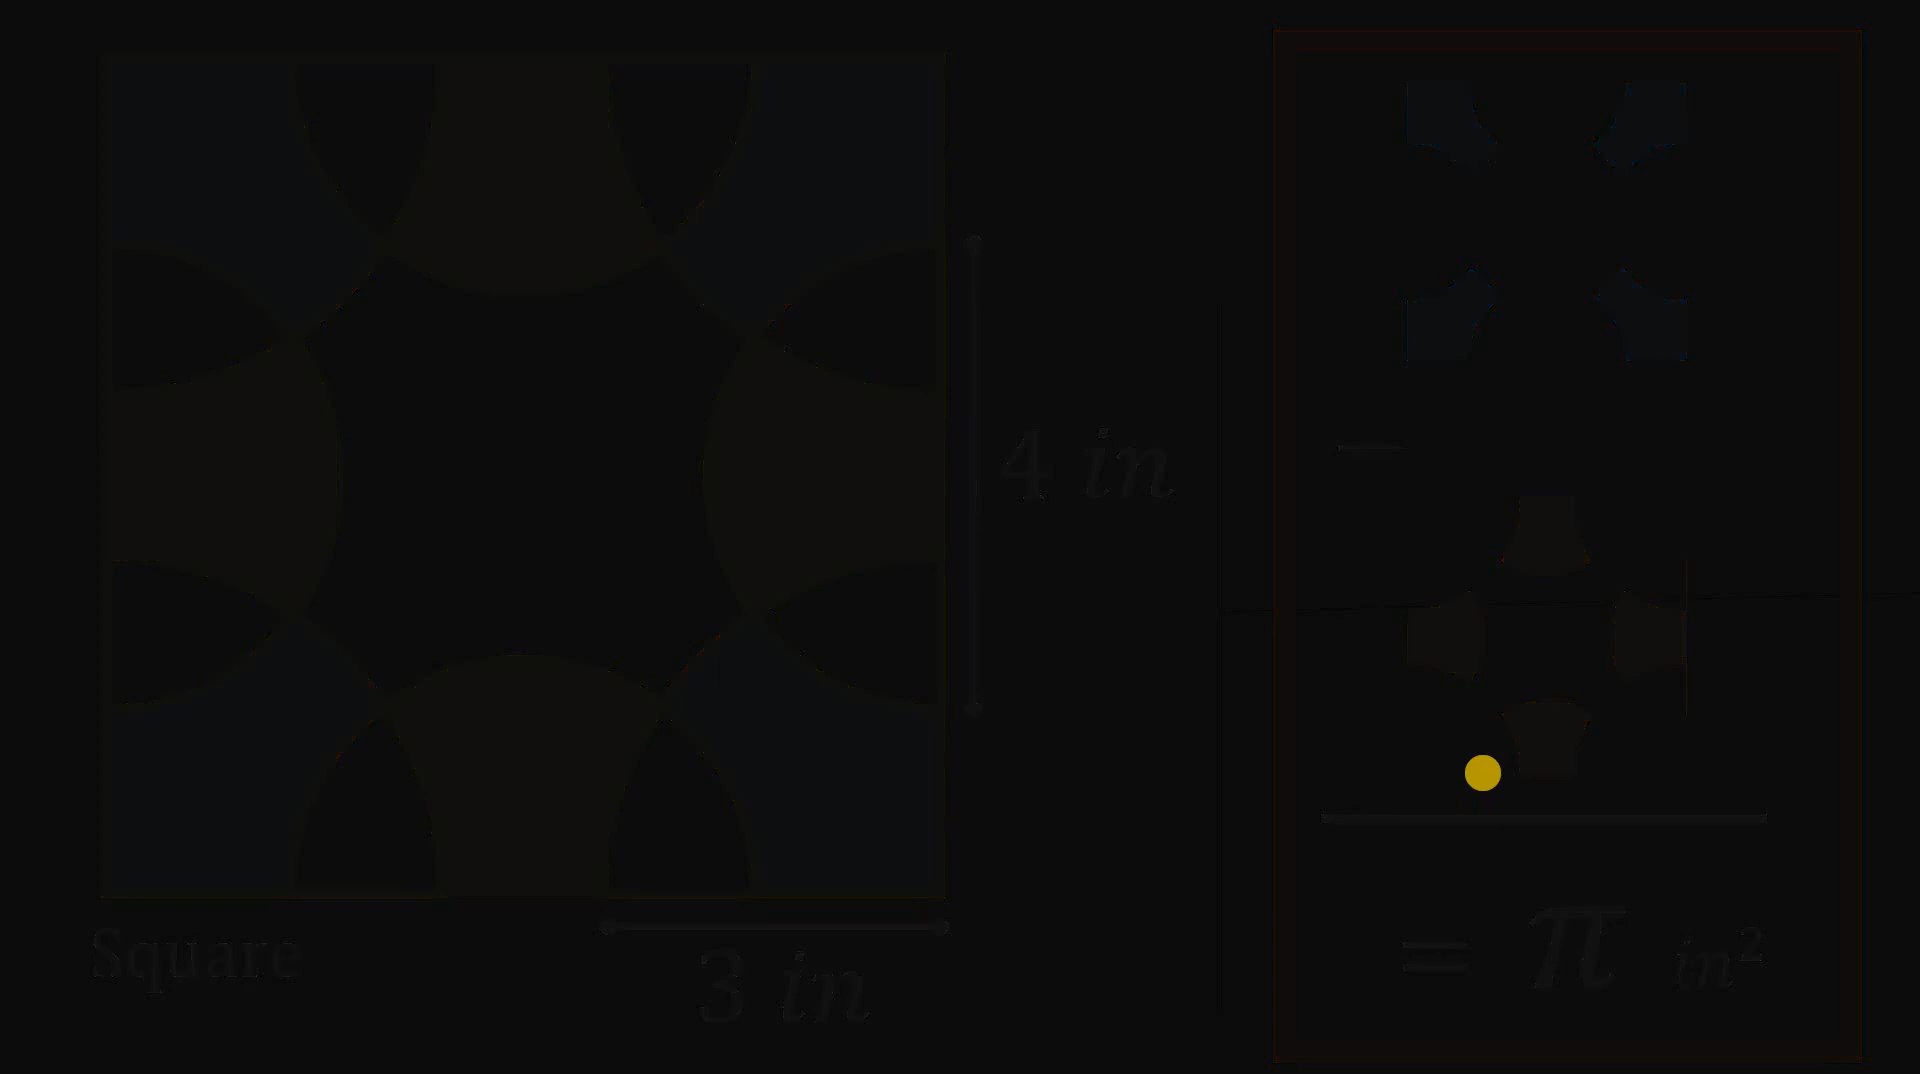 4 in
Square
3 in
−
= π in²